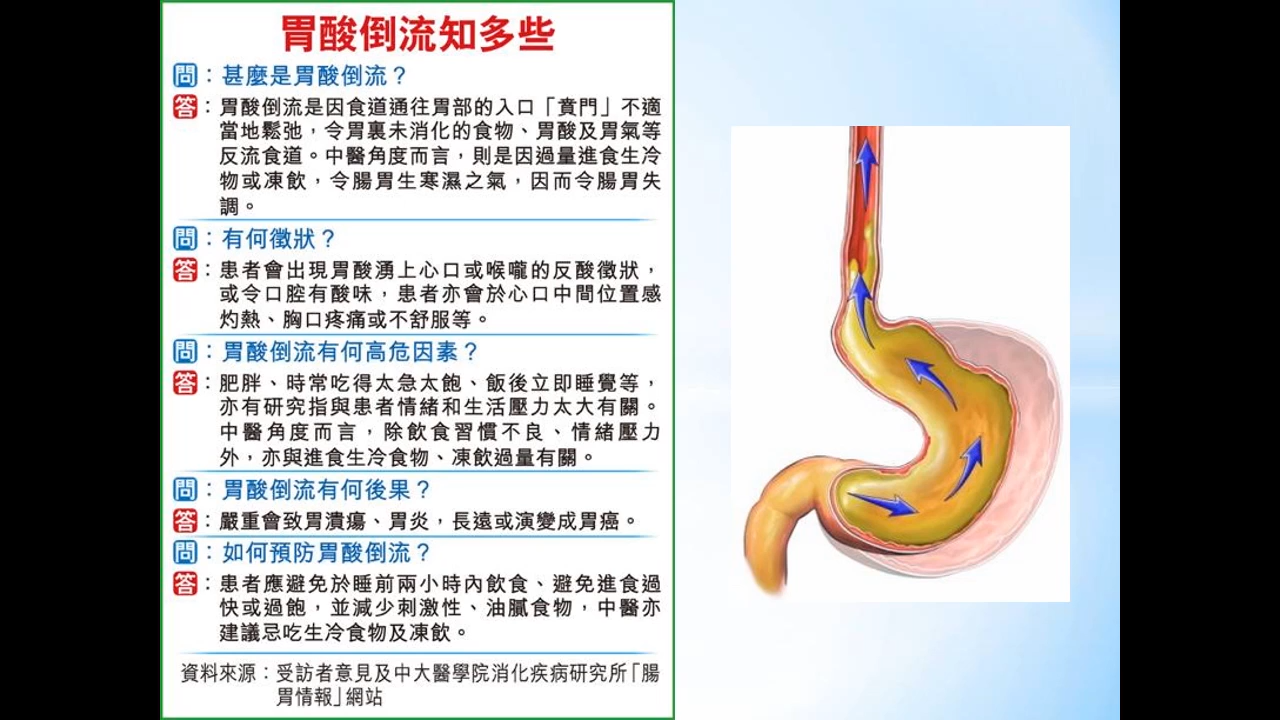 胃酸倒流知多些
問：甚麼是胃酸倒流？
答：胃酸倒流是因食道通往胃部的入口「賁門」不適
當地鬆弛，令胃裏未消化的食物、胃酸及胃氣等
反流食道。中醫角度而言，則是因過量進食生冷
物或凍飲，令腸胃生寒濕之氣，因而令腸胃失
調。
問：有何徵狀？
答：患者會出現胃酸湧上心口或喉嚨的反酸徵狀，
或令口腔有酸味，患者亦會於心口中間位置感
灼熱、胸口疼痛或不舒服等。
問：胃酸倒流有何高危因素？
答：肥胖、時常吃得太急太飽、飯後立即睡覺等，
亦有研究指與患者情緒和生活壓力太大有關。
中醫角度而言，除飲食習慣不良、情緒壓力
外，亦與進食生冷食物、凍飲過量有關。
問：胃酸倒流有何後果？
答：嚴重會致胃潰瘍、胃炎，長遠或演變成胃癌。
問：如何預防胃酸倒流？
答：患者應避免於睡前兩小時內飲食、避免進食過
快或過飽，並減少刺激性、油膩食物，中醫亦
建議忌吃生冷食物及凍飲。
資料來源：受訪者意見及中大醫學院消化疾病研究所「腸
胃情報」網站